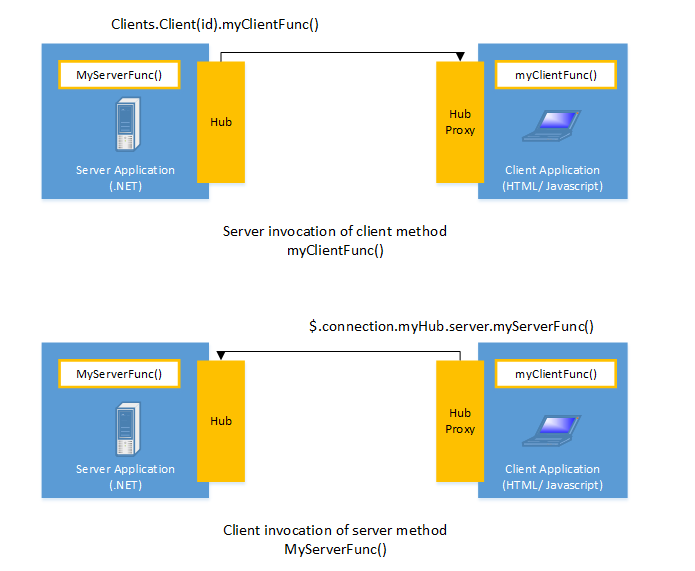 Clients.Client(id).myClientFunc()
MyServerFunc()
myClientFunc()
Hub
Hub
Proxy
Server Application
(.NET)
Client Application
(HTML/ Javascript)
Server invocation of client method
myClientFunc()
$.connection.myHub.server.myServerFunc()
MyServerFunc()
myClientFunc()
Hub
Hub
Proxy
Server Application
(.NET)
Client Application
(HTML/ Javascript)
Client invocation of server method
MyServerFunc()